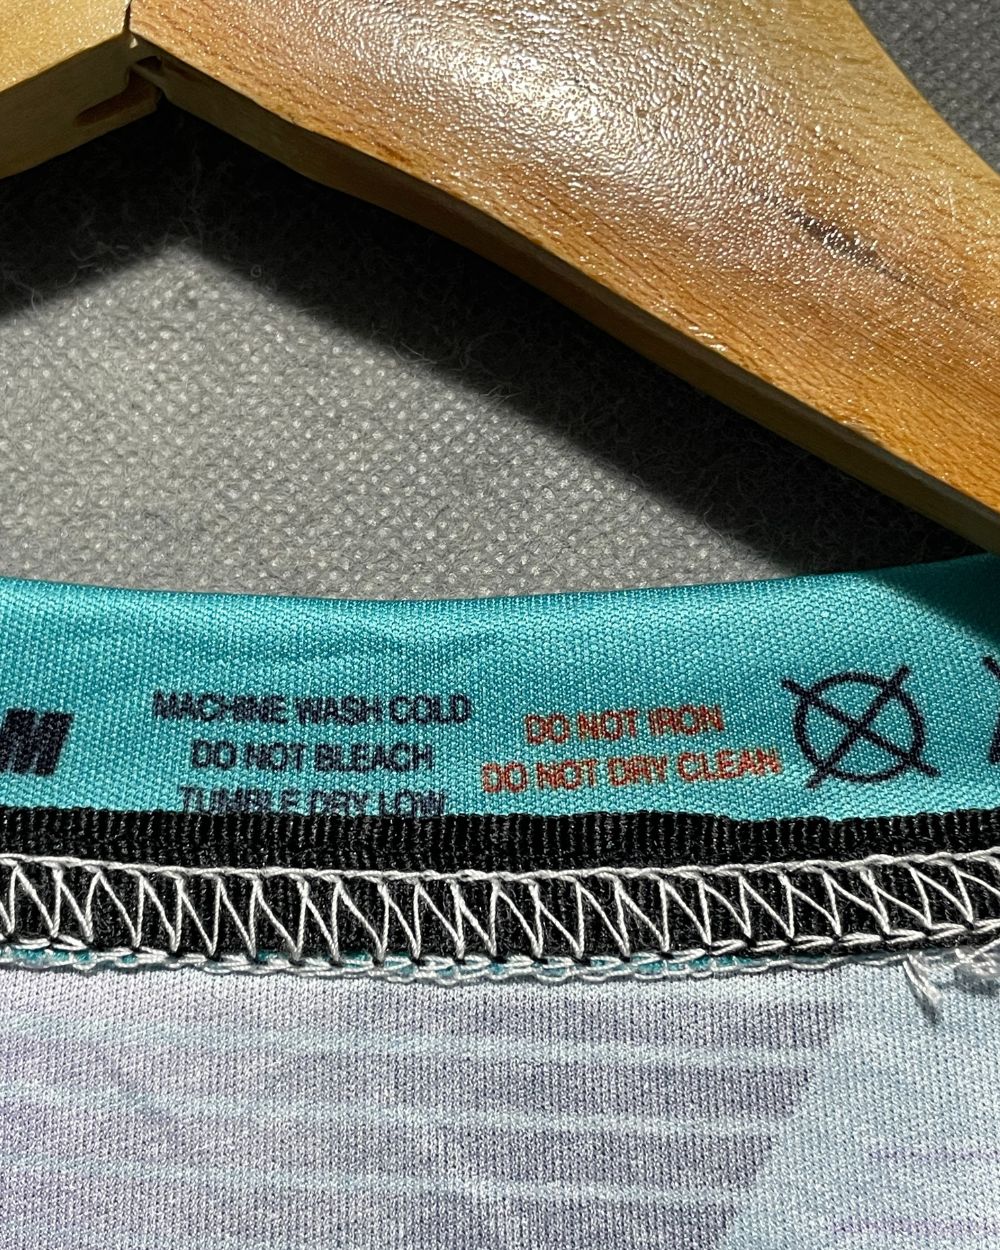 M
MACHINE WASH COLD
DO NOT BLEACH
TUMBLE DRY LOW
DO NOT IRON
DO NOT DRY CLEAN